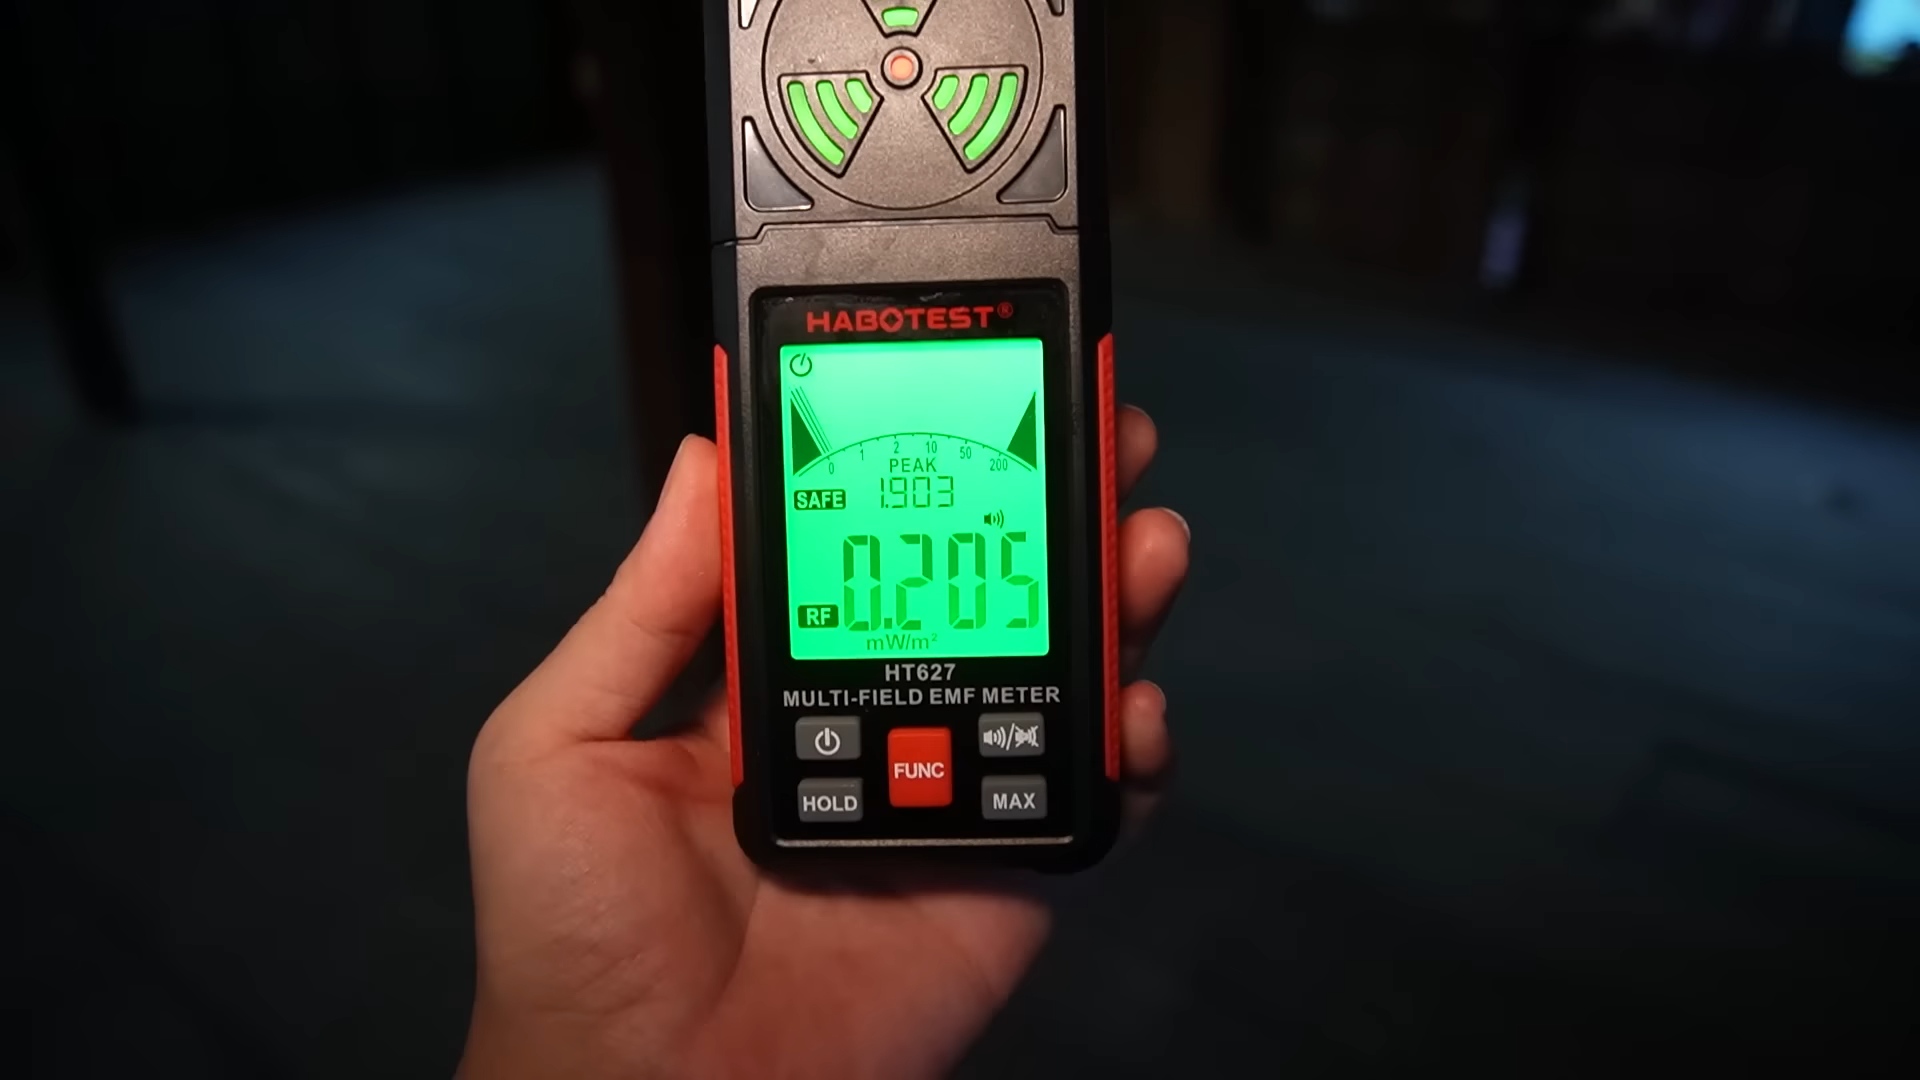 HABOTEST®
0 1 2 10 50 200
PEAK
SAFE 1.903
0.205
RF
mW/m²
HT627
MULTI-FIELD EMF METER
FUNC
HOLD
MAX